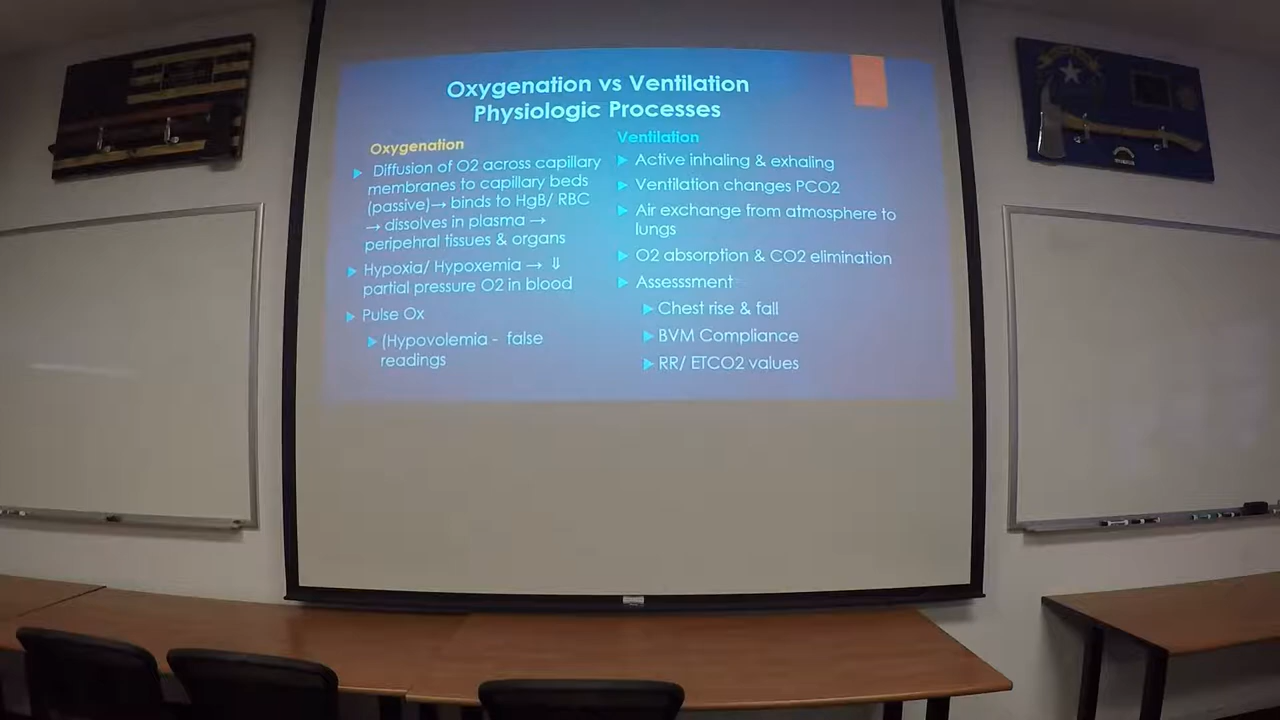 Oxygenation vs Ventilation
Physiologic Processes
Oxygenation
Diffusion of O2 across capillary
membranes to capillary beds
(passive)→ binds to HgB/ RBC
→ dissolves in plasma →
peripehral tissues & organs
Hypoxia/ Hypoxemia → ⇓
partial pressure O2 in blood
Pulse Ox
(Hypovolemia - false
readings
Ventilation
Active inhaling & exhaling
Ventilation changes PCO2
Air exchange from atmosphere to
lungs
O2 absorption & CO2 elimination
Assesssment
Chest rise & fall
BVM Compliance
RR/ ETCO2 values